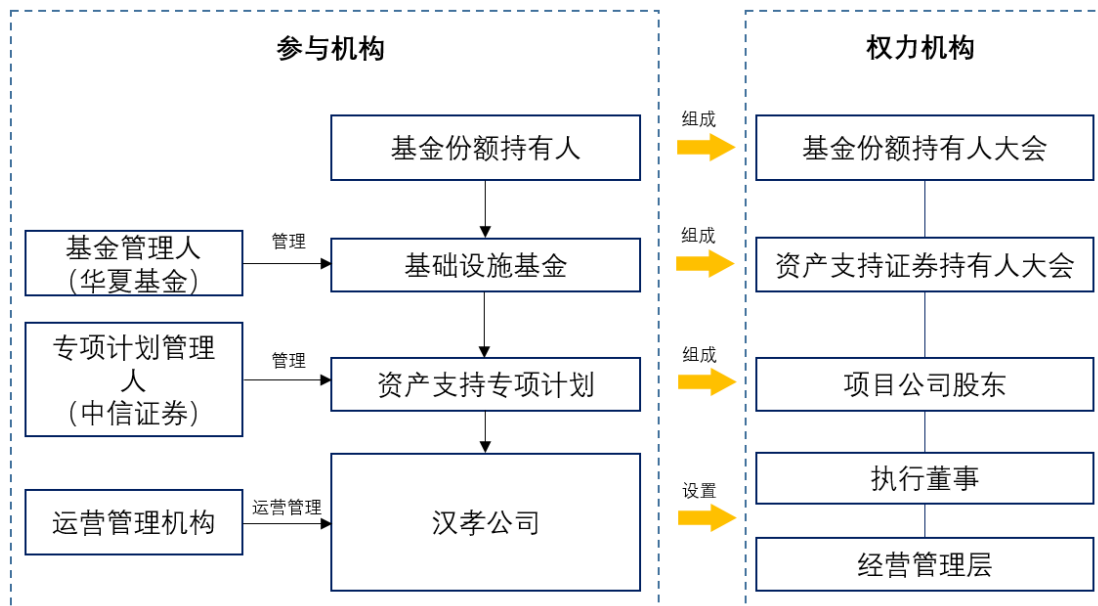 参与机构
权力机构
基金份额持有人
组成
基金份额持有人大会
基金管理人
（华夏基金）
管理
基础设施基金
组成
资产支持证券持有人大会
专项计划管理
人
（中信证券）
管理
资产支持专项计划
组成
项目公司股东
运营管理机构
运营管理
汉孝公司
设置
执行董事
经营管理层